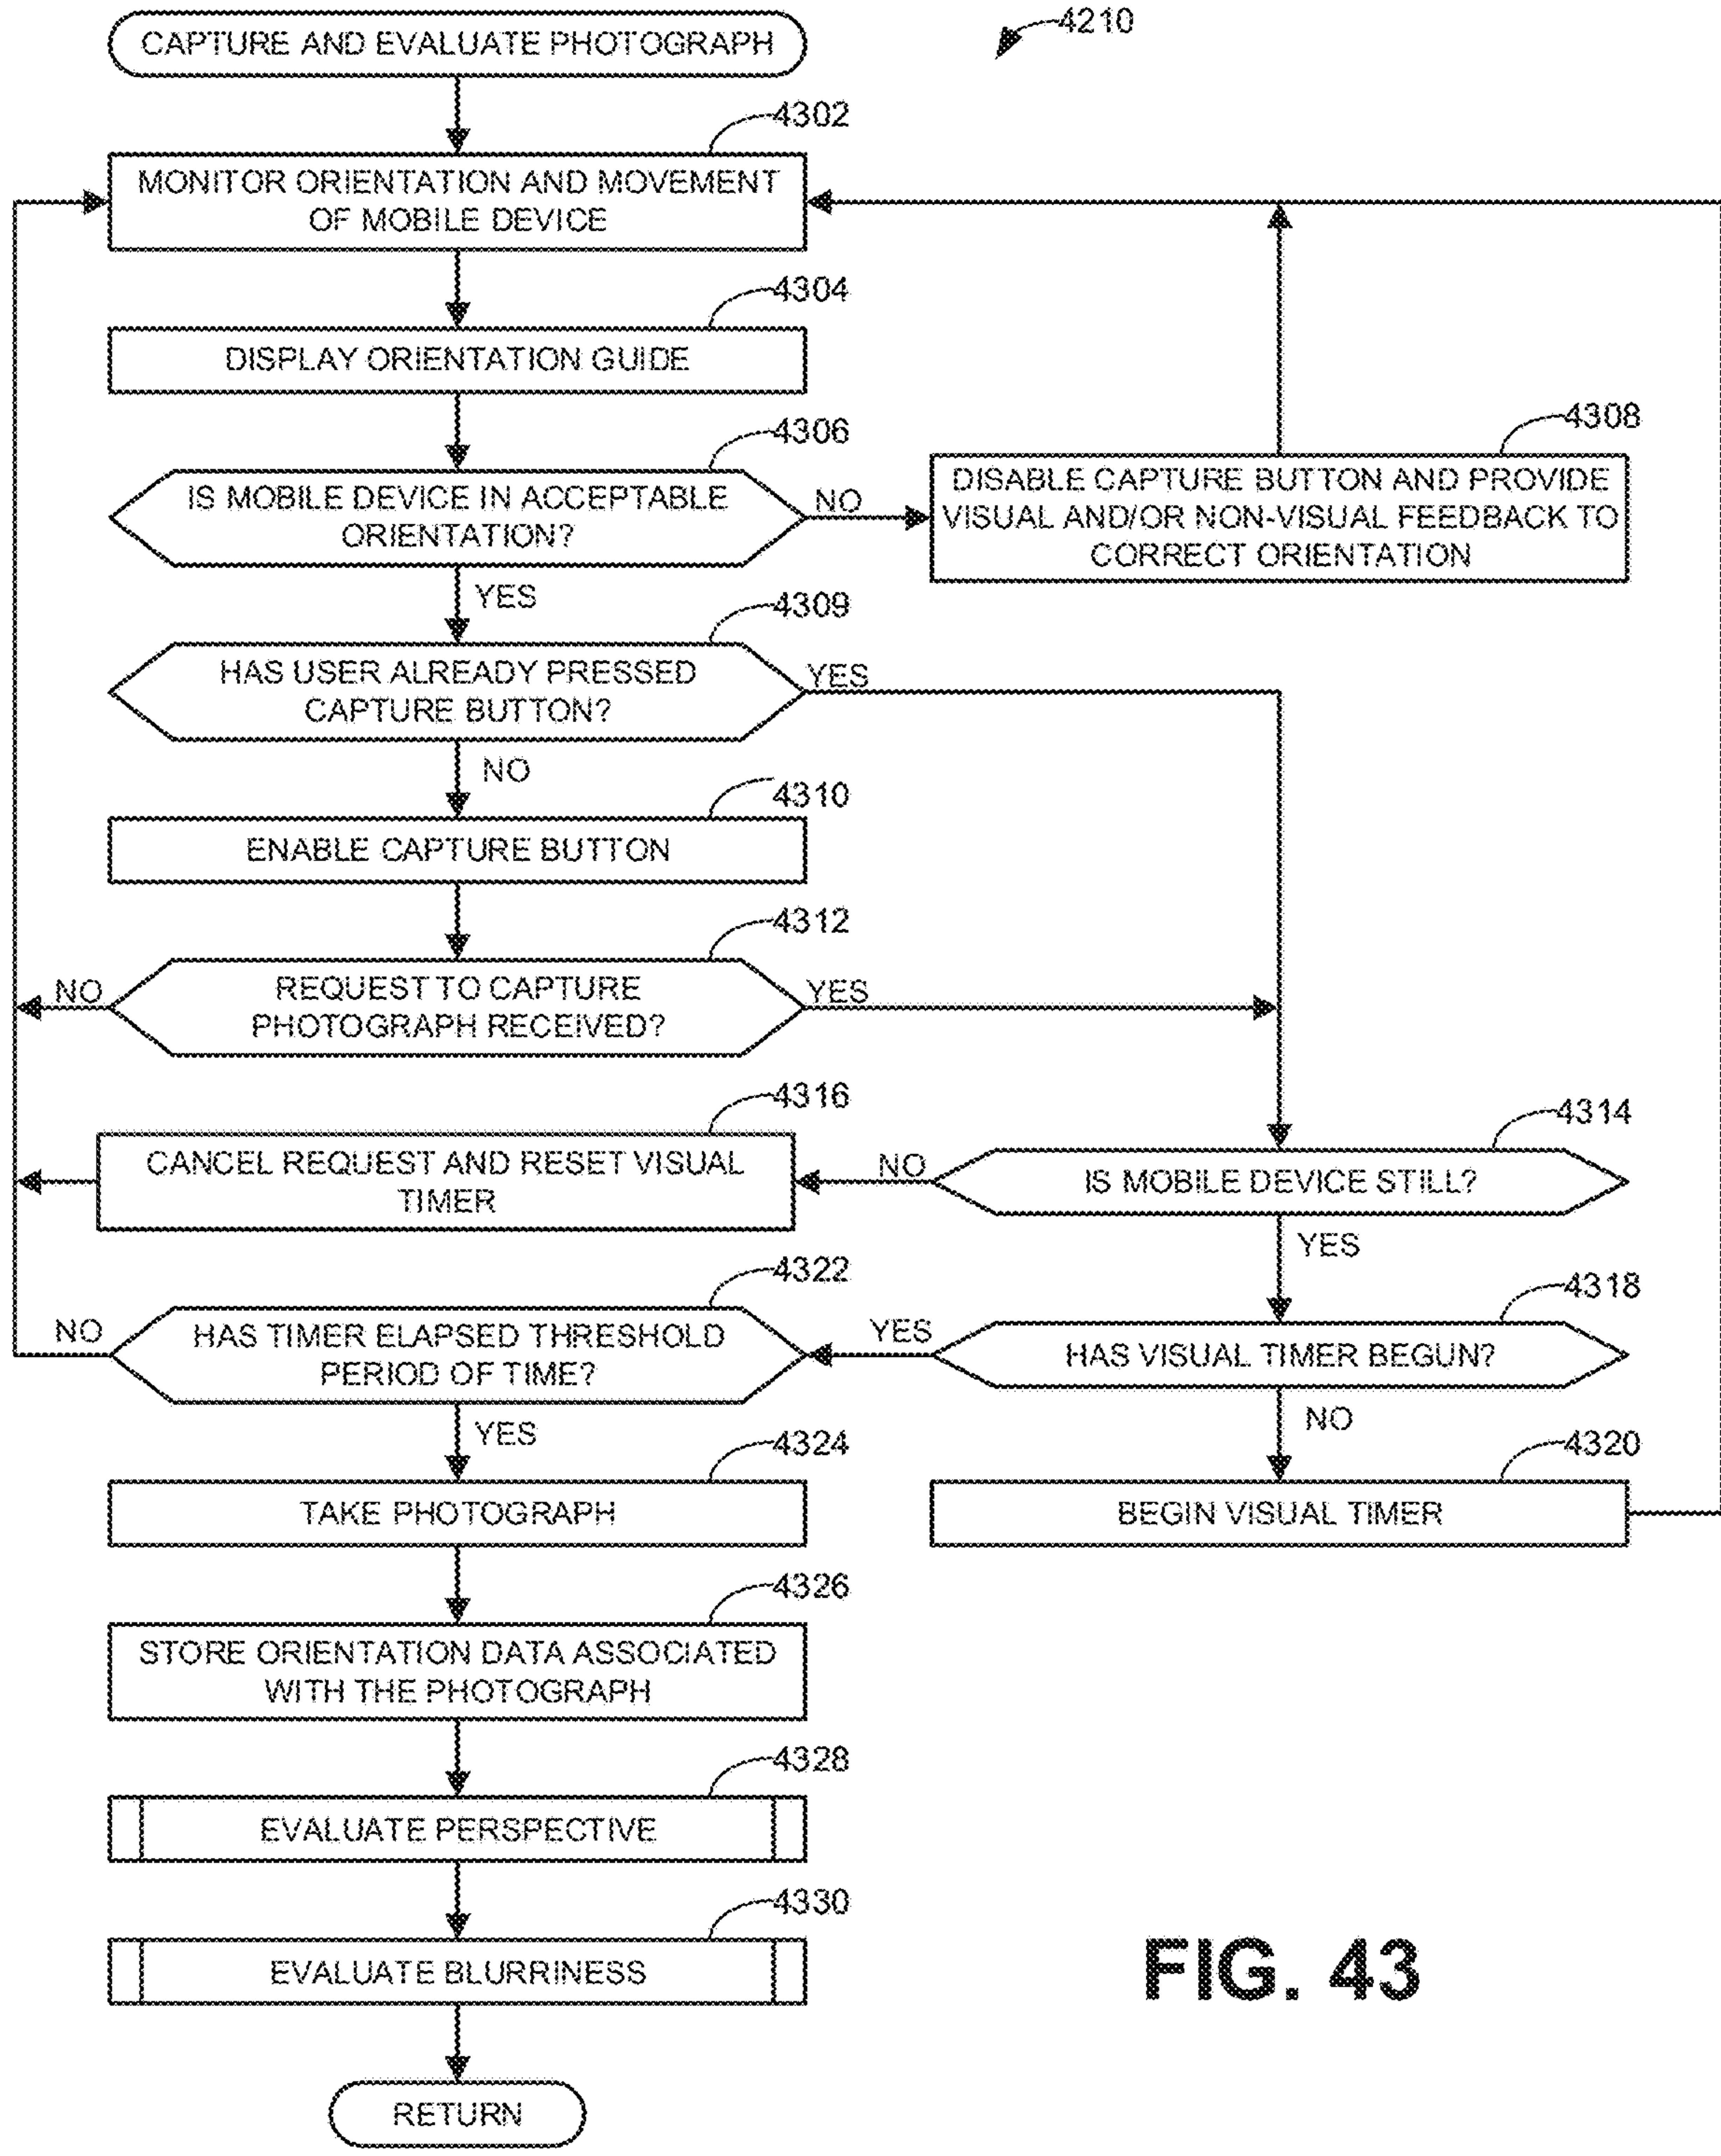 CAPTURE AND EVALUATE PHOTOGRAPH
4210
4302
MONITOR ORIENTATION AND MOVEMENT
OF MOBILE DEVICE
4304
DISPLAY ORIENTATION GUIDE
4306
IS MOBILE DEVICE IN ACCEPTABLE
ORIENTATION?
NO
4308
DISABLE CAPTURE BUTTON AND PROVIDE
VISUAL AND/OR NON-VISUAL FEEDBACK TO
CORRECT ORIENTATION
YES
4309
HAS USER ALREADY PRESSED
CAPTURE BUTTON?
YES
NO
4310
ENABLE CAPTURE BUTTON
4312
NO
REQUEST TO CAPTURE
PHOTOGRAPH RECEIVED?
YES
4316
CANCEL REQUEST AND RESET VISUAL
TIMER
NO
4314
IS MOBILE DEVICE STILL?
YES
4322
NO
HAS TIMER ELAPSED THRESHOLD
PERIOD OF TIME?
YES
4318
HAS VISUAL TIMER BEGUN?
YES
NO
4324
TAKE PHOTOGRAPH
4320
BEGIN VISUAL TIMER
4326
STORE ORIENTATION DATA ASSOCIATED
WITH THE PHOTOGRAPH
4328
EVALUATE PERSPECTIVE
4330
EVALUATE BLURRINESS
RETURN
FIG. 43